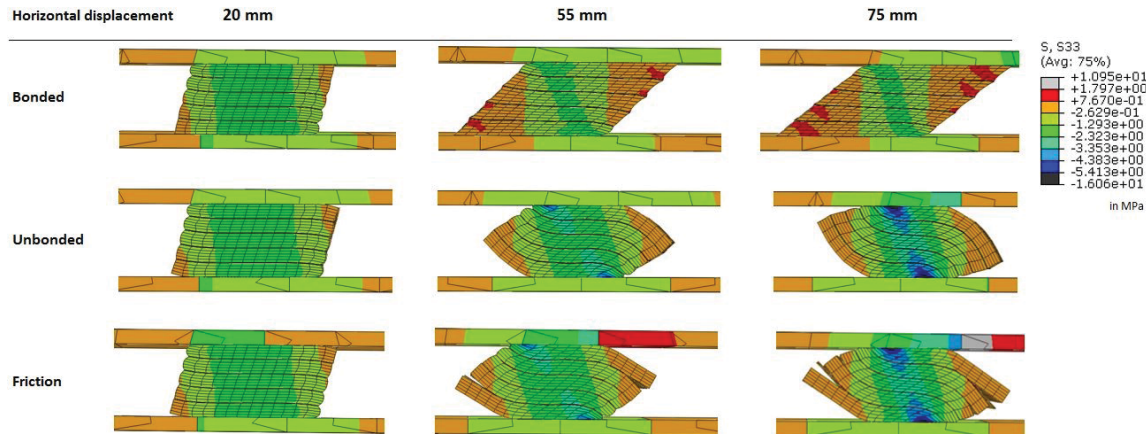 Horizontal displacement 20 mm 55 mm 75 mm
Bonded
Unbonded
Friction
S, S33
(Avg: 75%)
+1.095e+01
+1.797e+00
+7.670e-01
-2.629e-01
-1.293e+00
-2.323e+00
-3.353e+00
-4.383e+00
-5.413e+00
-1.606e+01
in MPa